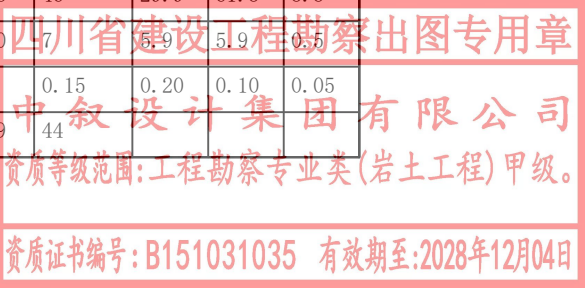 四川省建设工程勘察出图专用章
7 5.9 5.9 0.5
0.15 0.20 0.10 0.05
中叙设计集团有限公司
44
资质等级范围:工程勘察专业类(岩土工程)甲级。
资质证书编号:B151031035 有效期至:2028年12月04日